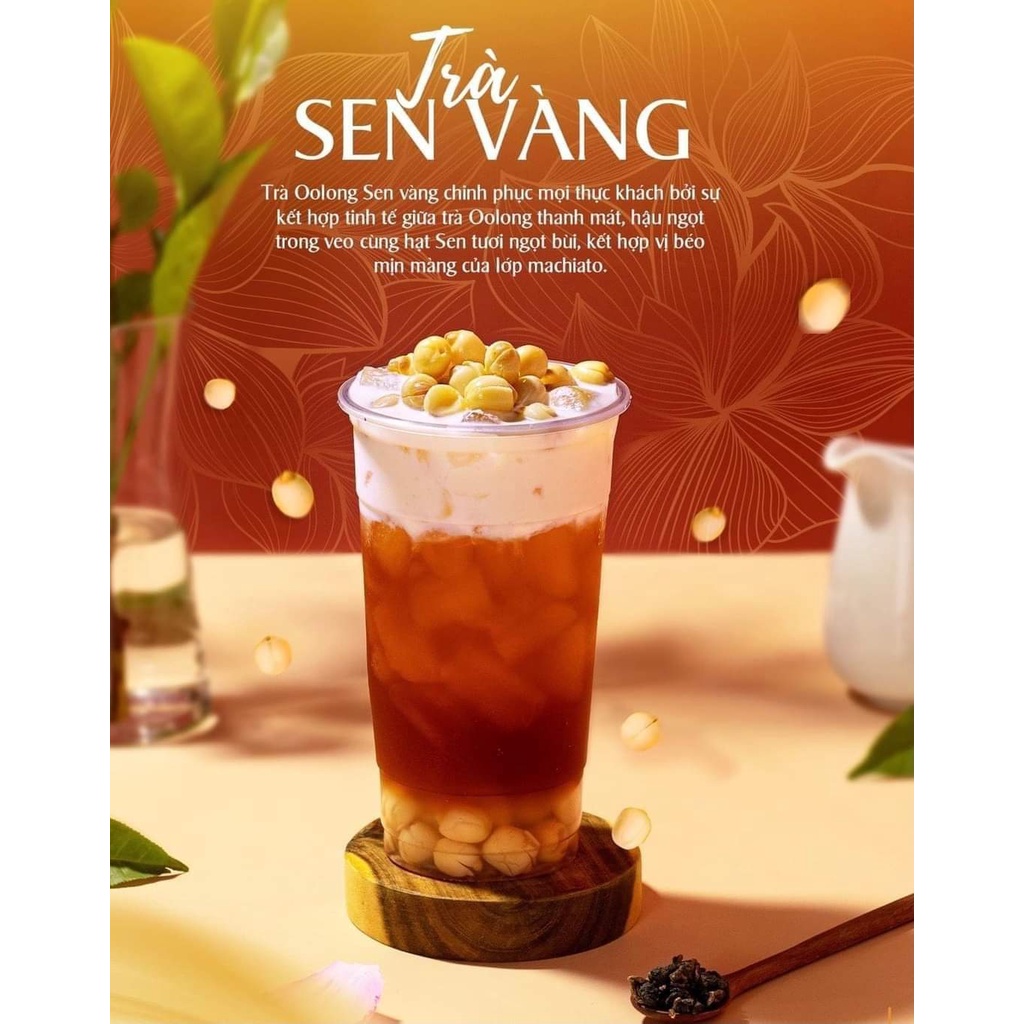 Trà
SEN VÀNG
Trà Oolong Sen vàng chinh phục mọi thực khách bởi sự
kết hợp tinh tế giữa trà Oolong thanh mát, hậu ngọt
trong veo cùng hạt Sen tươi ngọt bùi, kết hợp vị béo
mịn màng của lớp machiato.